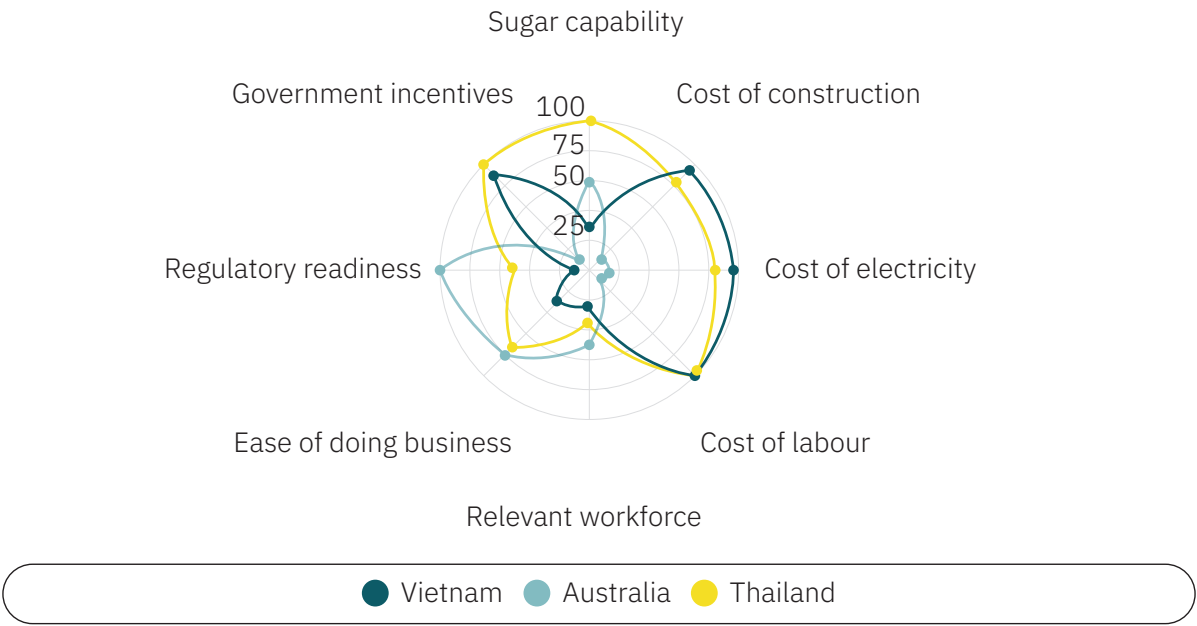 Sugar capability
Government incentives
Cost of construction
100
75
50
25
Regulatory readiness
Cost of electricity
Ease of doing business
Cost of labour
Relevant workforce
Vietnam Australia Thailand